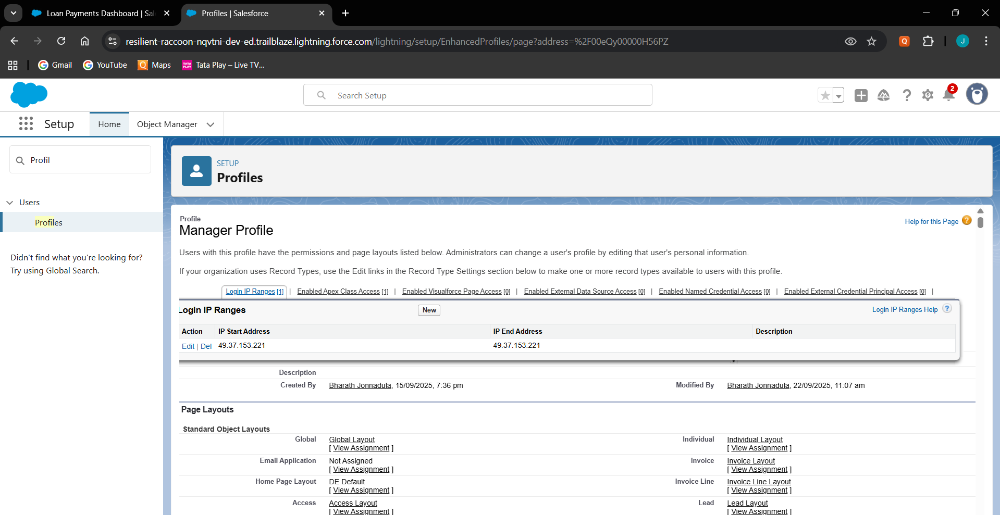 Loan Payments Dashboard | Sal
Profiles | Salesforce
resilient-raccoon-nqvtni-dev-ed.trailblaze.lightning.force.com/lightning/setup/EnhancedProfiles/page?address=%2F00eQy00000H56PZ
Q
J
Gmail
YouTube
Q Maps
TATA PLAY Tata Play – Live TV...
Search Setup
2
Setup
Home
Object Manager
Profil
Users
Profiles
Didn't find what you're looking for?
Try using Global Search.
SETUP
Profiles
Profile
Manager Profile
Help for this Page ?
Users with this profile have the permissions and page layouts listed below. Administrators can change a user's profile by editing that user's personal information.
If your organization uses Record Types, use the Edit links in the Record Type Settings section below to make one or more record types available to users with this profile.
Login IP Ranges [1] | Enabled Apex Class Access [1] | Enabled Visualforce Page Access [0] | Enabled External Data Source Access [0] | Enabled Named Credential Access [0] | Enabled External Credential Principal Access [0] |
Login IP Ranges New Login IP Ranges Help ?
Action IP Start Address IP End Address Description
Edit | Del 49.37.153.221 49.37.153.221
Description
Created By Bharath Jonnadula, 15/09/2025, 7:36 pm Modified By Bharath Jonnadula, 22/09/2025, 11:07 am
Page Layouts
Standard Object Layouts
Global Global Layout Individual Individual Layout
[ View Assignment ] [ View Assignment ]
Email Application Not Assigned Invoice Invoice Layout
[ View Assignment ] [ View Assignment ]
Home Page Layout DE Default Invoice Line Invoice Line Layout
[ View Assignment ] [ View Assignment ]
Access Access Layout Lead Lead Layout
[ View Assignment ] [ View Assignment ]